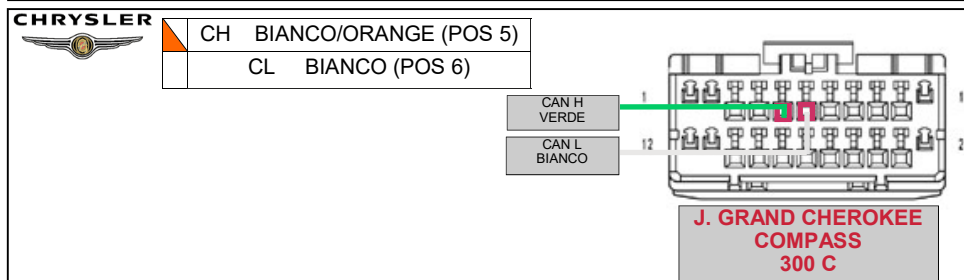 CHRYSLER
CH BIANCO/ORANGE (POS 5)
CL BIANCO (POS 6)
CAN H
VERDE
CAN L
BIANCO
1
1
12
2
J. GRAND CHEROKEE
COMPASS
300 C